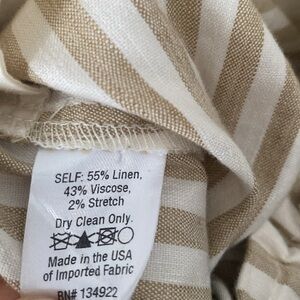 SELF: 55% Linen,
43% Viscose,
2% Stretch
Dry Clean Only.
Made in the USA
of Imported Fabric
RN# 134922